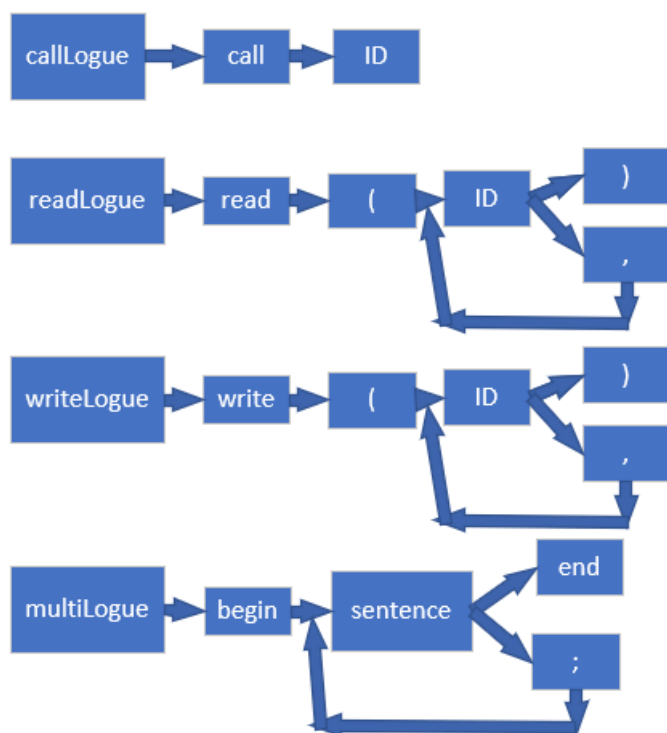 callLogue call ID
readLogue read ( ID )
,
writeLogue write ( ID )
,
multiLogue begin sentence end
;